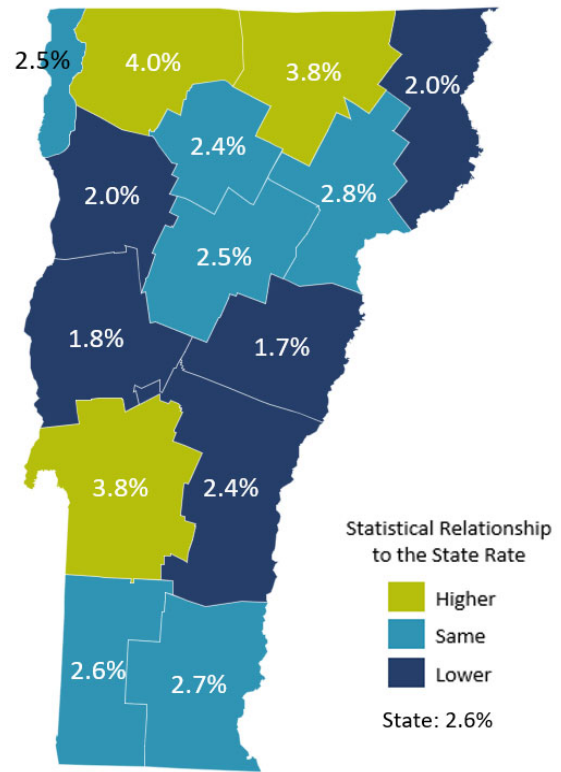 2.5%
4.0%
3.8%
2.0%
2.4%
2.8%
2.0%
2.5%
1.8%
1.7%
3.8%
2.4%
2.6%
2.7%
Statistical Relationship
to the State Rate
Higher
Same
Lower
State: 2.6%